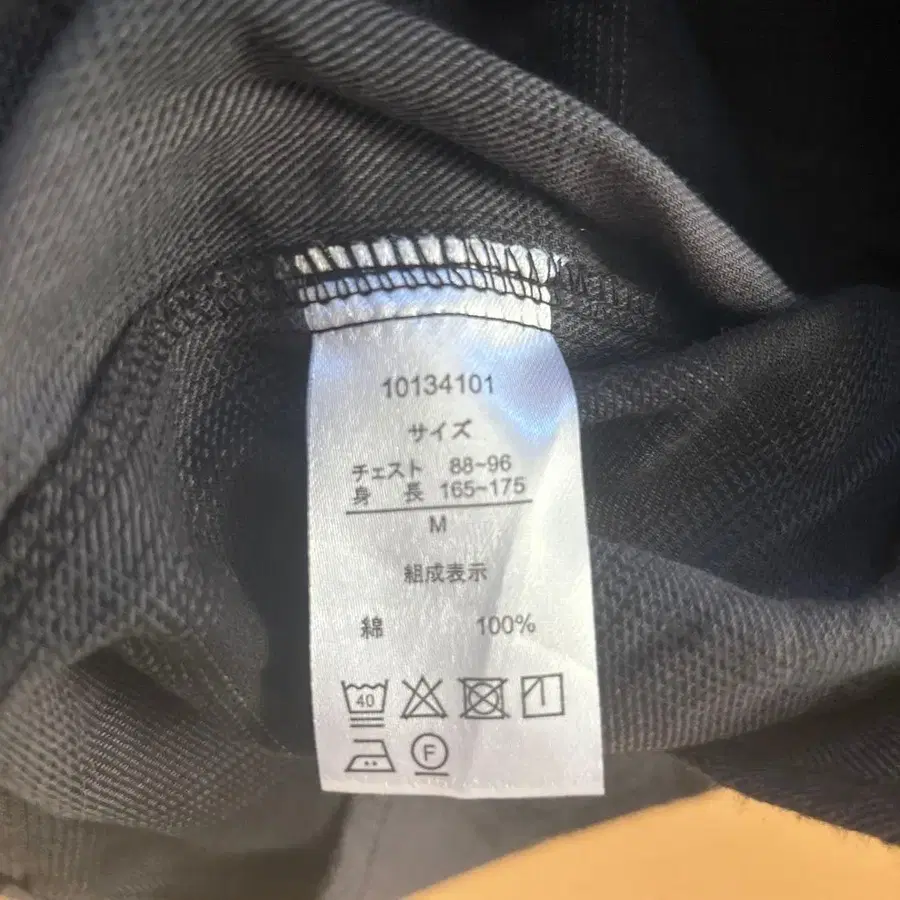 10134101
サイズ
チェスト 88~96
身 長 165~175
M
組成表示
綿 100%
40
F